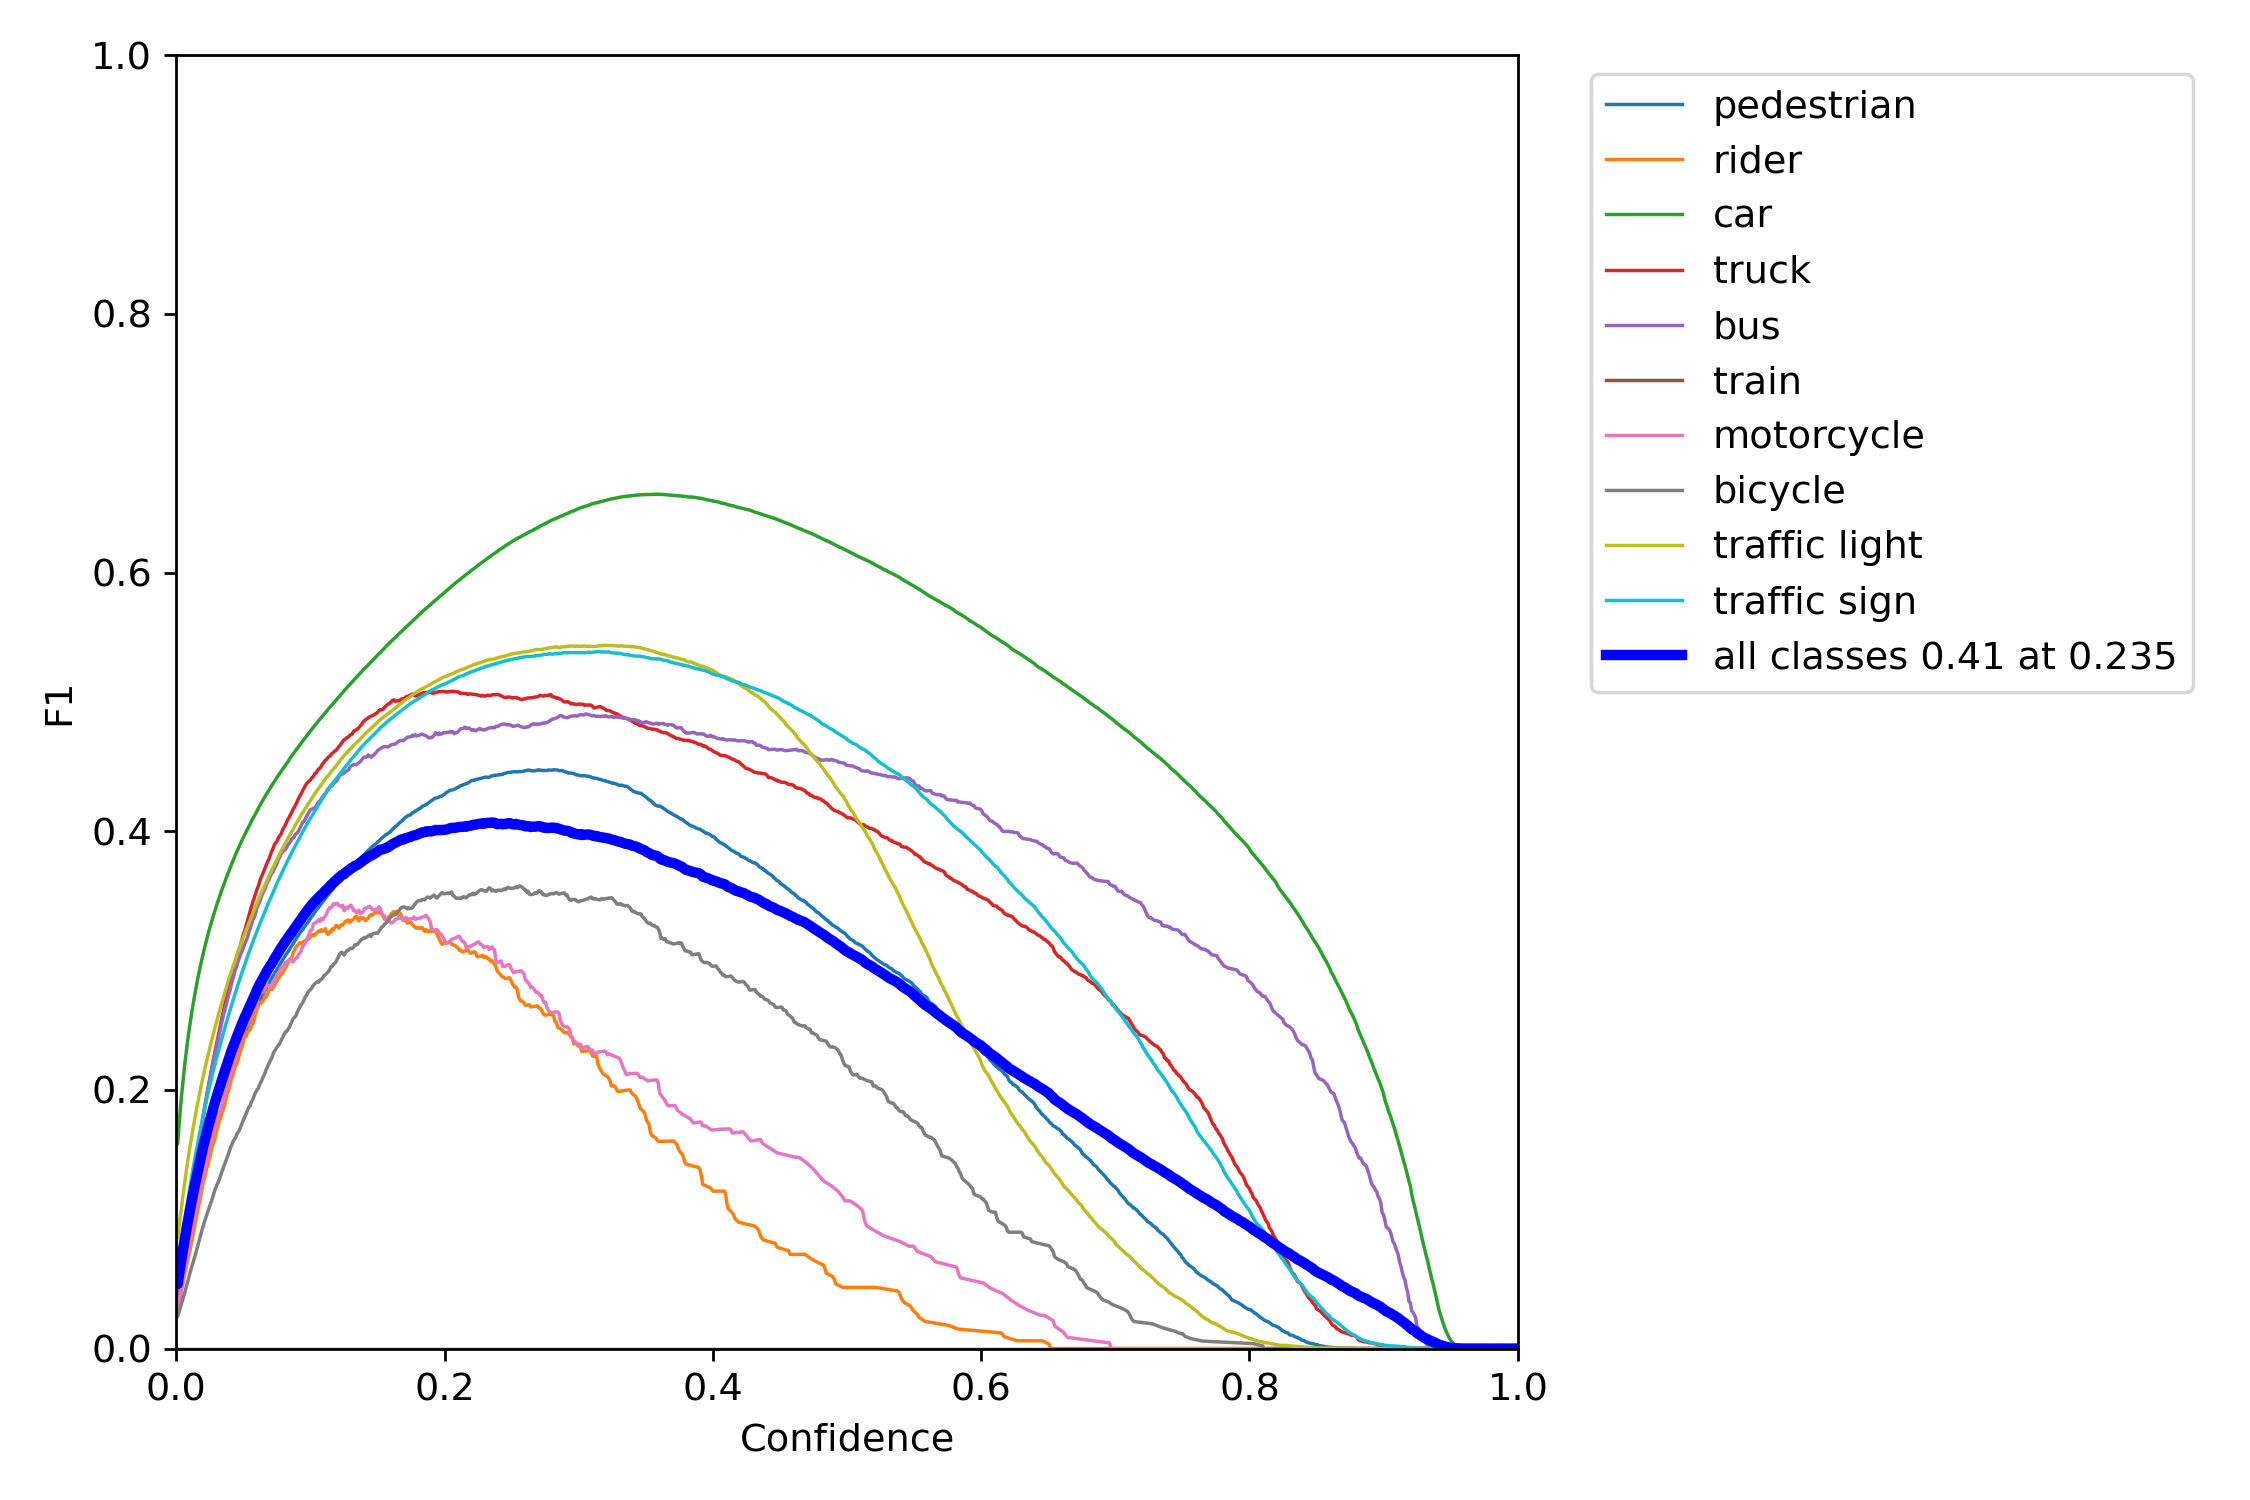 1.0
0.8
0.6
0.4
0.2
0.0
F1
0.0 0.2 0.4 0.6 0.8 1.0
Confidence
pedestrian
rider
car
truck
bus
train
motorcycle
bicycle
traffic light
traffic sign
all classes 0.41 at 0.235